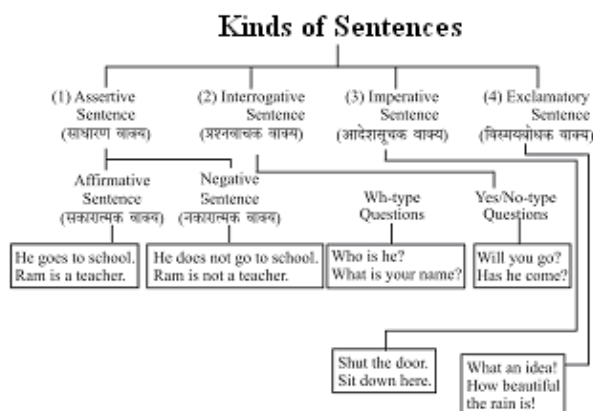 Kinds of Sentences
(1) Assertive
Sentence
(साधारण वाक्य)
(2) Interrogative
Sentence
(प्रश्नवाचक वाक्य)
(3) Imperative
Sentence
(आदेशसूचक वाक्य)
(4) Exclamatory
Sentence
(विस्मयबोधक वाक्य)
Affirmative
Sentence
(सकारात्मक वाक्य)
Negative
Sentence
(नकारात्मक वाक्य)
Wh-type
Questions
Yes/No-type
Questions
He goes to school.
Ram is a teacher.
He does not go to school.
Ram is not a teacher.
Who is he?
What is your name?
Will you go?
Has he come?
Shut the door.
Sit down here.
What an idea!
How beautiful
the rain is!